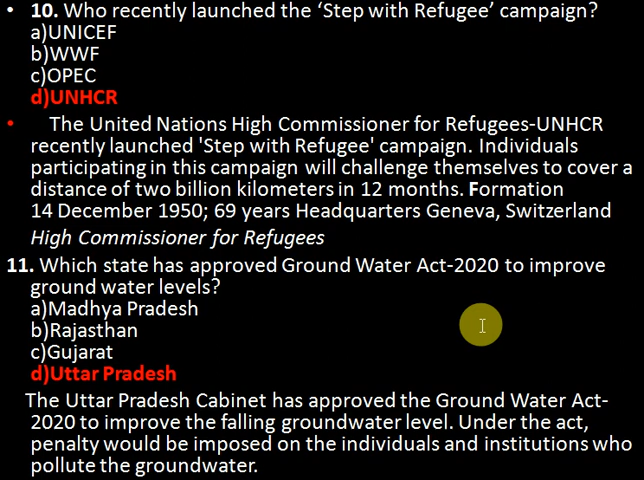 • 10. Who recently launched the ‘Step with Refugee’ campaign?
a)UNICEF
b)WWF
c)OPEC
d)UNHCR
• The United Nations High Commissioner for Refugees-UNHCR
recently launched 'Step with Refugee' campaign. Individuals
participating in this campaign will challenge themselves to cover a
distance of two billion kilometers in 12 months. Formation
14 December 1950; 69 years Headquarters Geneva, Switzerland
High Commissioner for Refugees
11. Which state has approved Ground Water Act-2020 to improve
ground water levels?
a)Madhya Pradesh
b)Rajasthan
c)Gujarat
d)Uttar Pradesh
The Uttar Pradesh Cabinet has approved the Ground Water Act-
2020 to improve the falling groundwater level. Under the act,
penalty would be imposed on the individuals and institutions who
pollute the groundwater.